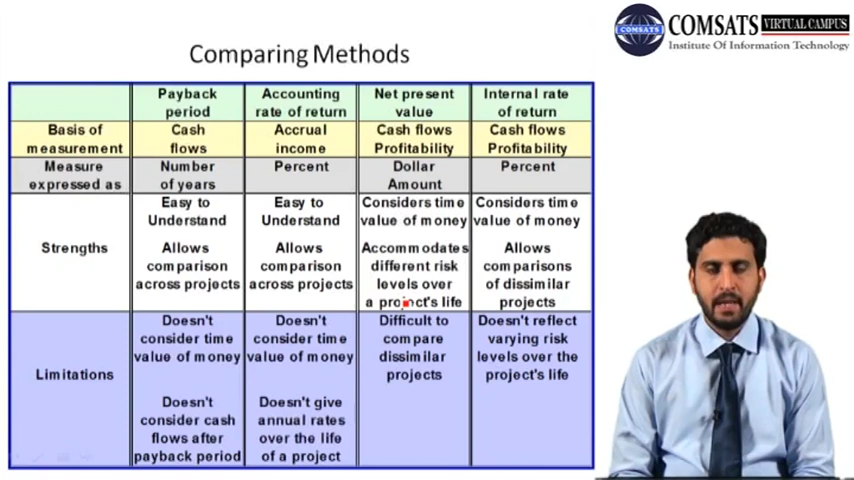 COMSATS
COMSATS VIRTUAL CAMPUS
Institute Of Information Technology
Comparing Methods
Payback period
Accounting rate of return
Net present value
Internal rate of return
Basis of measurement
Cash flows
Accrual income
Cash flows Profitability
Cash flows Profitability
Measure expressed as
Number of years
Percent
Dollar Amount
Percent
Strengths
Easy to Understand
Allows comparison across projects
Easy to Understand
Allows comparison across projects
Considers time value of money
Accommodates different risk levels over a project's life
Considers time value of money
Allows comparisons of dissimilar projects
Limitations
Doesn't consider time value of money
Doesn't consider cash flows after payback period
Doesn't consider time value of money
Doesn't give annual rates over the life of a project
Difficult to compare dissimilar projects
Doesn't reflect varying risk levels over the project's life